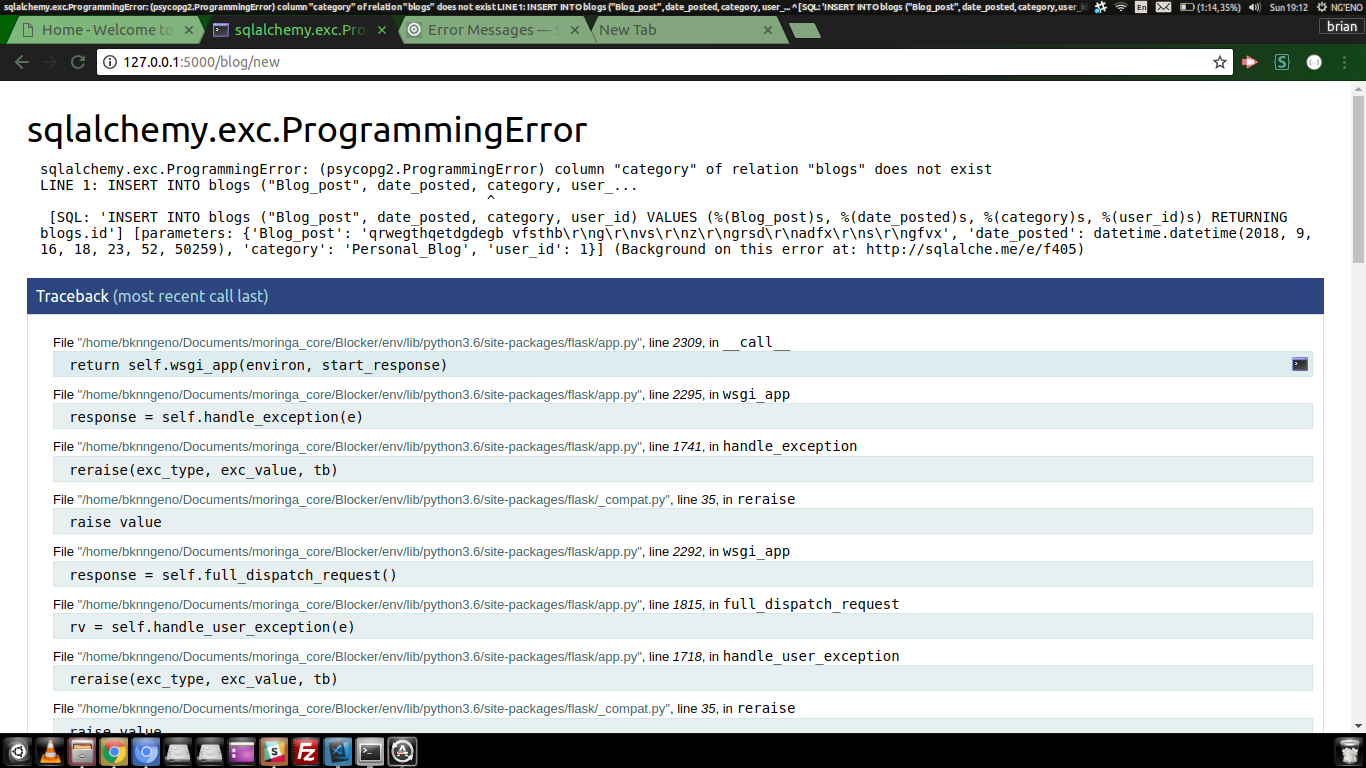 sqlalchemy.exc.ProgrammingError: (psycopg2.ProgrammingError) column "category" of relation "blogs" does not exist LINE 1: INSERT INTO blogs ("Blog_post", date_posted, category, user_... ^ [SQL: 'INSERT INTO blogs ("Blog_post", date_posted, category, user_id
En (1:14, 35%) Sun 19:12 NG'ENO
Home - Welcome to sqlalchemy.exc.Pro Error Messages — S New Tab brian
127.0.0.1:5000/blog/new
sqlalchemy.exc.ProgrammingError
sqlalchemy.exc.ProgrammingError: (psycopg2.ProgrammingError) column "category" of relation "blogs" does not exist
LINE 1: INSERT INTO blogs ("Blog_post", date_posted, category, user_...
^
[SQL: 'INSERT INTO blogs ("Blog_post", date_posted, category, user_id) VALUES (%(Blog_post)s, %(date_posted)s, %(category)s, %(user_id)s) RETURNING
blogs.id'] [parameters: {'Blog_post': 'qrwegthqetdgdegb vfsthb\r\ng\r\nvs\r\nz\r\ngrsd\r\nadfx\r\ns\r\ngfvx', 'date_posted': datetime.datetime(2018, 9,
16, 18, 23, 52, 50259), 'category': 'Personal_Blog', 'user_id': 1}] (Background on this error at: http://sqlalche.me/e/f405)
Traceback (most recent call last)
File "/home/bknngeno/Documents/moringa_core/Blocker/env/lib/python3.6/site-packages/flask/app.py", line 2309, in __call__
return self.wsgi_app(environ, start_response)
File "/home/bknngeno/Documents/moringa_core/Blocker/env/lib/python3.6/site-packages/flask/app.py", line 2295, in wsgi_app
response = self.handle_exception(e)
File "/home/bknngeno/Documents/moringa_core/Blocker/env/lib/python3.6/site-packages/flask/app.py", line 1741, in handle_exception
reraise(exc_type, exc_value, tb)
File "/home/bknngeno/Documents/moringa_core/Blocker/env/lib/python3.6/site-packages/flask/_compat.py", line 35, in reraise
raise value
File "/home/bknngeno/Documents/moringa_core/Blocker/env/lib/python3.6/site-packages/flask/app.py", line 2292, in wsgi_app
response = self.full_dispatch_request()
File "/home/bknngeno/Documents/moringa_core/Blocker/env/lib/python3.6/site-packages/flask/app.py", line 1815, in full_dispatch_request
rv = self.handle_user_exception(e)
File "/home/bknngeno/Documents/moringa_core/Blocker/env/lib/python3.6/site-packages/flask/app.py", line 1718, in handle_user_exception
reraise(exc_type, exc_value, tb)
File "/home/bknngeno/Documents/moringa_core/Blocker/env/lib/python3.6/site-packages/flask/_compat.py", line 35, in reraise
raise value